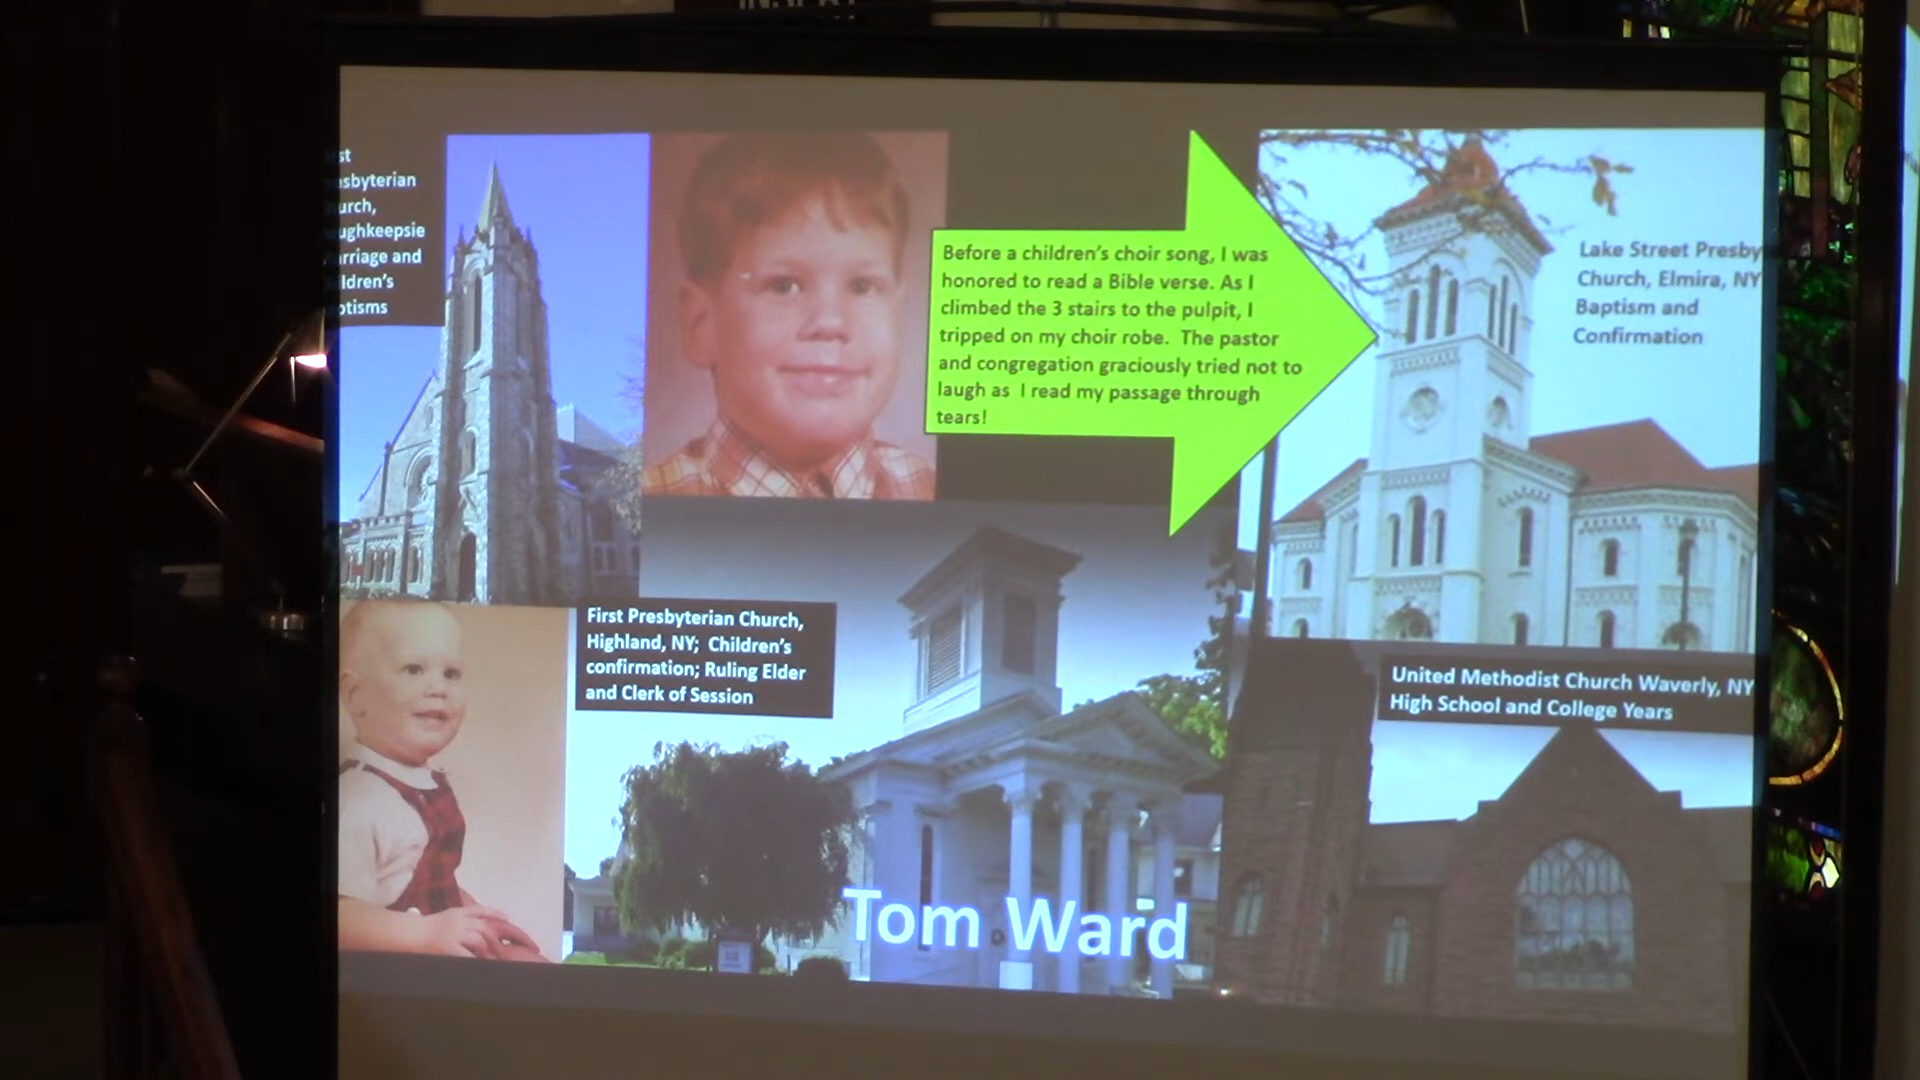 Before a children's choir song, I was
honored to read a Bible verse. As I
climbed the 3 stairs to the pulpit, I
tripped on my choir robe. The pastor
and congregation graciously tried not to
laugh as I read my passage through
tears!
Lake Street Presby
Church, Elmira, NY
Baptism and
Confirmation
st
esbyterian
urch,
ughkeepsie
rriage and
ldren's
ptisms
First Presbyterian Church,
Highland, NY; Children's
confirmation; Ruling Elder
and Clerk of Session
United Methodist Church Waverly, NY
High School and College Years
Tom Ward